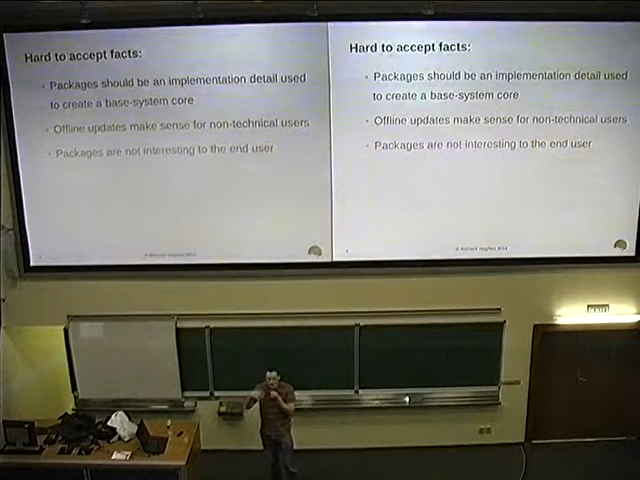 Hard to accept facts:
Packages should be an implementation detail used
to create a base-system core
Offline updates make sense for non-technical users
Packages are not interesting to the end user
Hard to accept facts:
Packages should be an implementation detail used
to create a base-system core
Offline updates make sense for non-technical users
Packages are not interesting to the end user
© Richard Hughes 2014